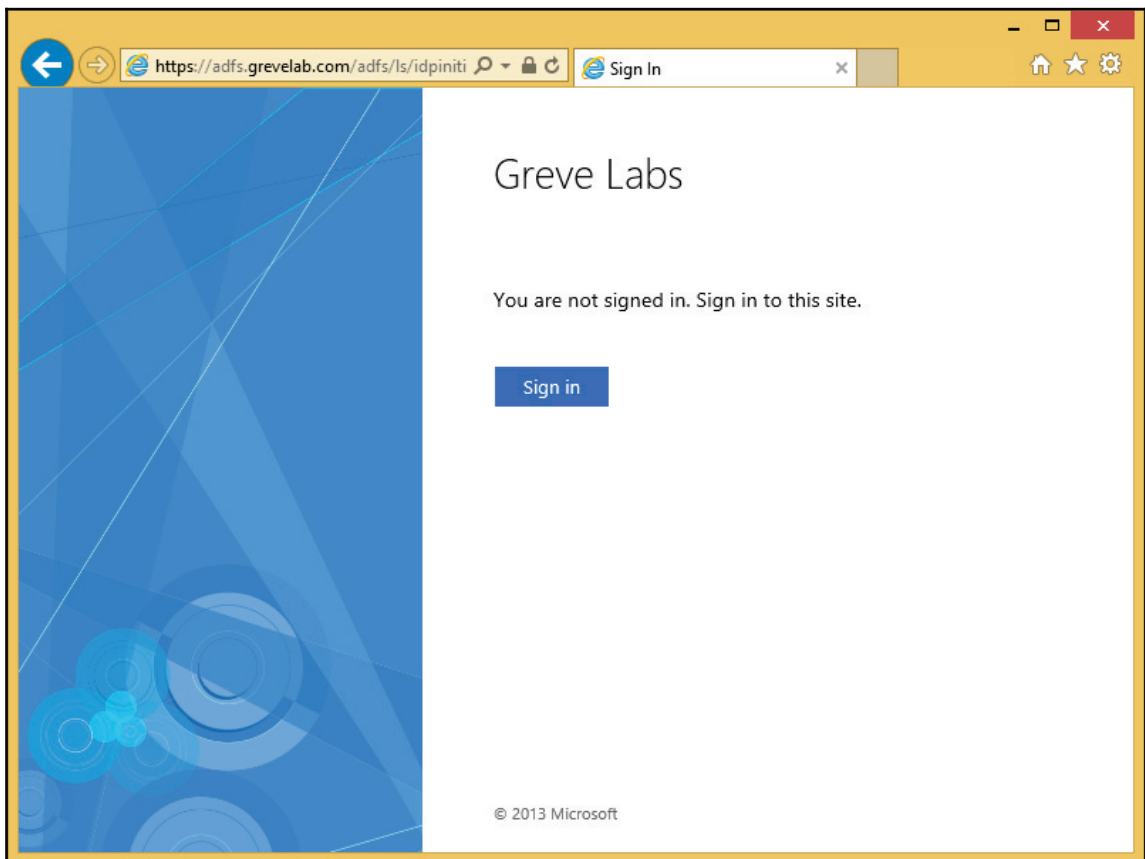 https://adfs.grevelab.com/adfs/ls/idpiniti
Sign In
Greve Labs
You are not signed in. Sign in to this site.
Sign in
© 2013 Microsoft